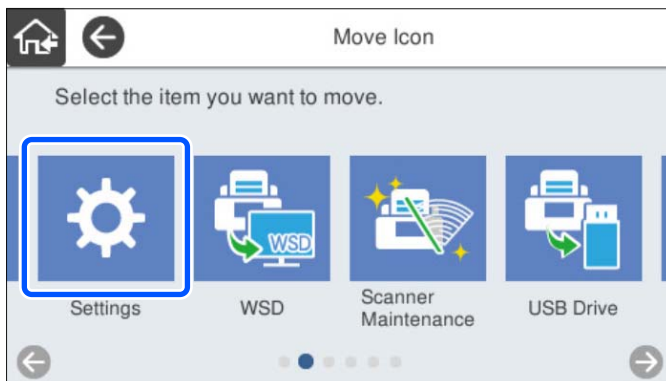 Move Icon
Select the item you want to move.
WSD
Settings
WSD
Scanner
Maintenance
USB Drive